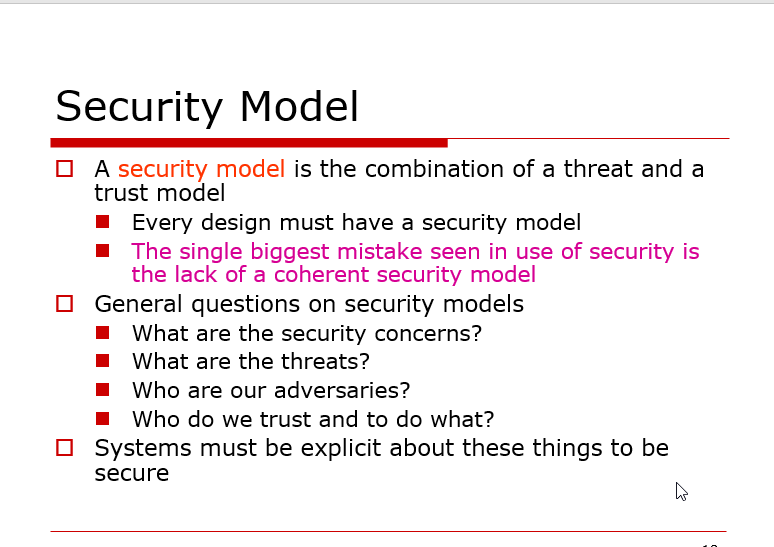 Security Model
A security model is the combination of a threat and a
trust model
Every design must have a security model
The single biggest mistake seen in use of security is
the lack of a coherent security model
General questions on security models
What are the security concerns?
What are the threats?
Who are our adversaries?
Who do we trust and to do what?
Systems must be explicit about these things to be
secure